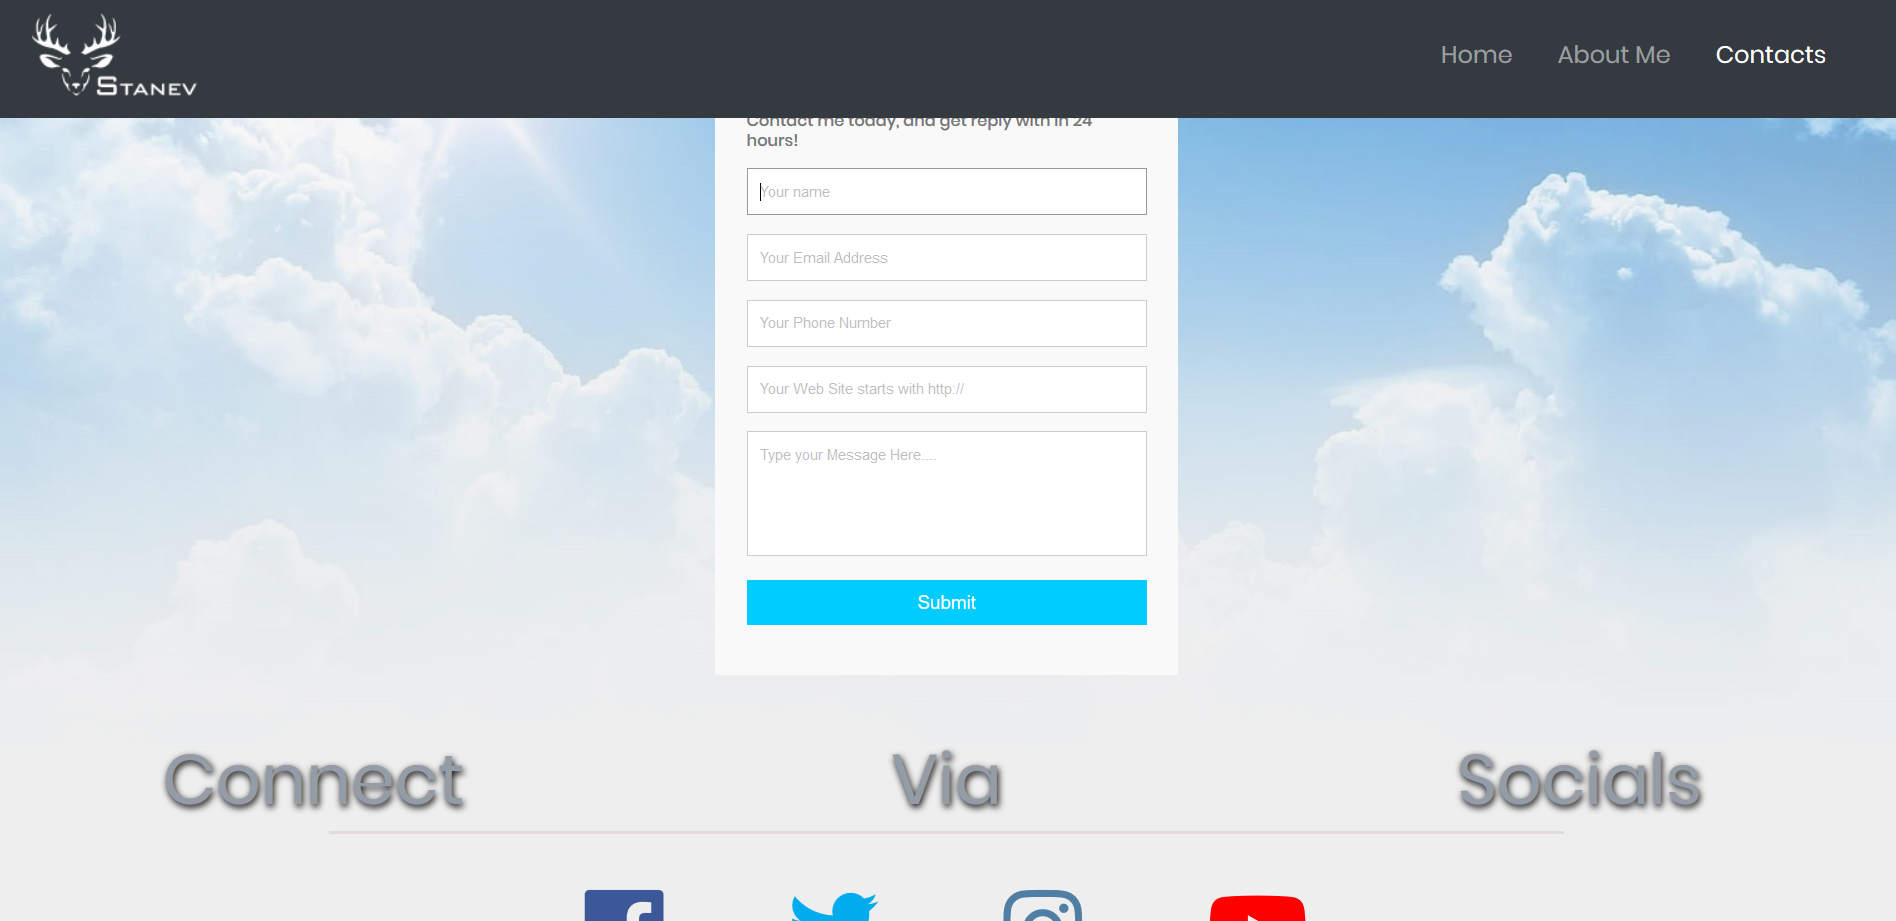 STANEV
Home About Me Contacts
Contact me today, and get reply with in 24
hours!
Your name
Your Email Address
Your Phone Number
Your Web Site starts with http://
Type your Message Here....
Submit
Connect Via Socials